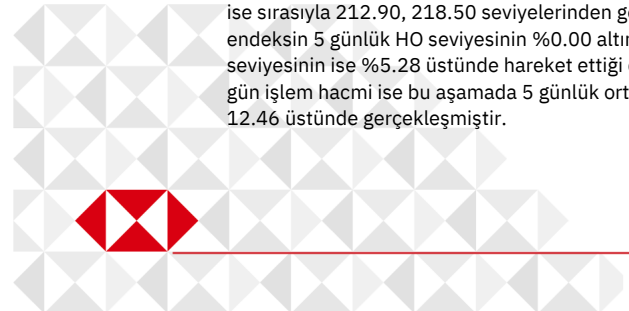 ise sırasıyla 212.90, 218.50 seviyelerinden
endeksin 5 günlük HO seviyesinin %0.00
seviyesinin ise %5.28 üstünde hareket ettiği
gün işlem hacmi ise bu aşamada 5 günlük
12.46 üstünde gerçekleşmiştir.